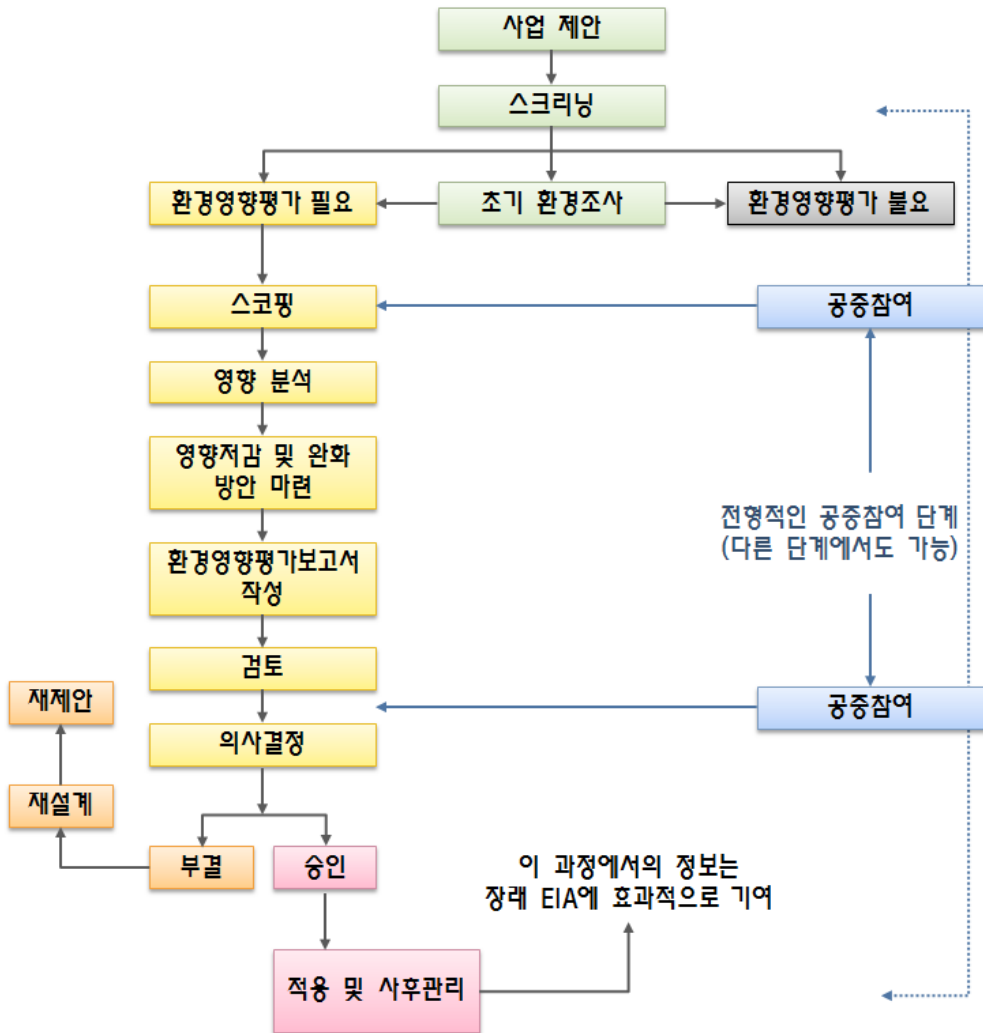 사업 제안
스크리닝
환경영향평가 필요
초기 환경조사
환경영향평가 불요
스코핑
공중참여
영향 분석
영향저감 및 완화
방안 마련
전형적인 공중참여 단계
(다른 단계에서도 가능)
환경영향평가보고서
작성
검토
재제안
공중참여
의사결정
재설계
부결
승인
이 과정에서의 정보는
장래 EIA에 효과적으로 기여
적용 및 사후관리